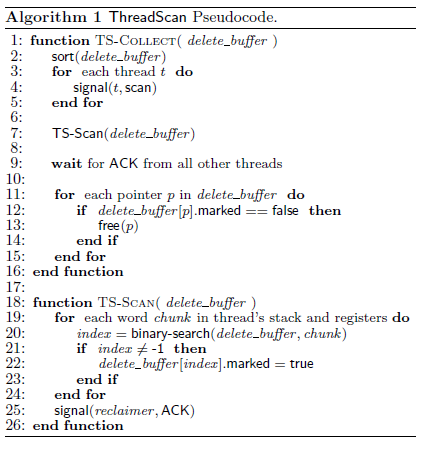 Algorithm 1 ThreadScan Pseudocode.
1: function TS-Collect( delete_buffer )
2: sort(delete_buffer)
3: for each thread t do
4: signal(t, scan)
5: end for
6:
7: TS-Scan(delete_buffer)
8:
9: wait for ACK from all other threads
10:
11: for each pointer p in delete_buffer do
12: if delete_buffer[p].marked == false then
13: free(p)
14: end if
15: end for
16: end function
17:
18: function TS-Scan( delete_buffer )
19: for each word chunk in thread's stack and registers do
20: index = binary-search(delete_buffer, chunk)
21: if index ≠ -1 then
22: delete_buffer[index].marked = true
23: end if
24: end for
25: signal(reclaimer, ACK)
26: end function